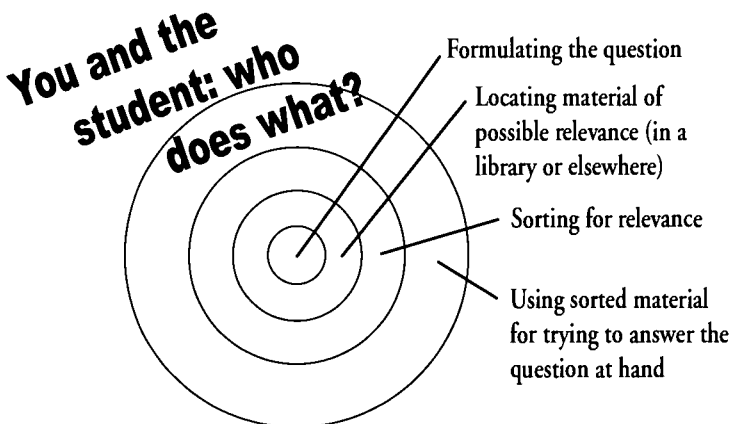 You and the
student: who
does what?
Formulating the question
Locating material of
possible relevance (in a
library or elsewhere)
Sorting for relevance
Using sorted material
for trying to answer the
question at hand